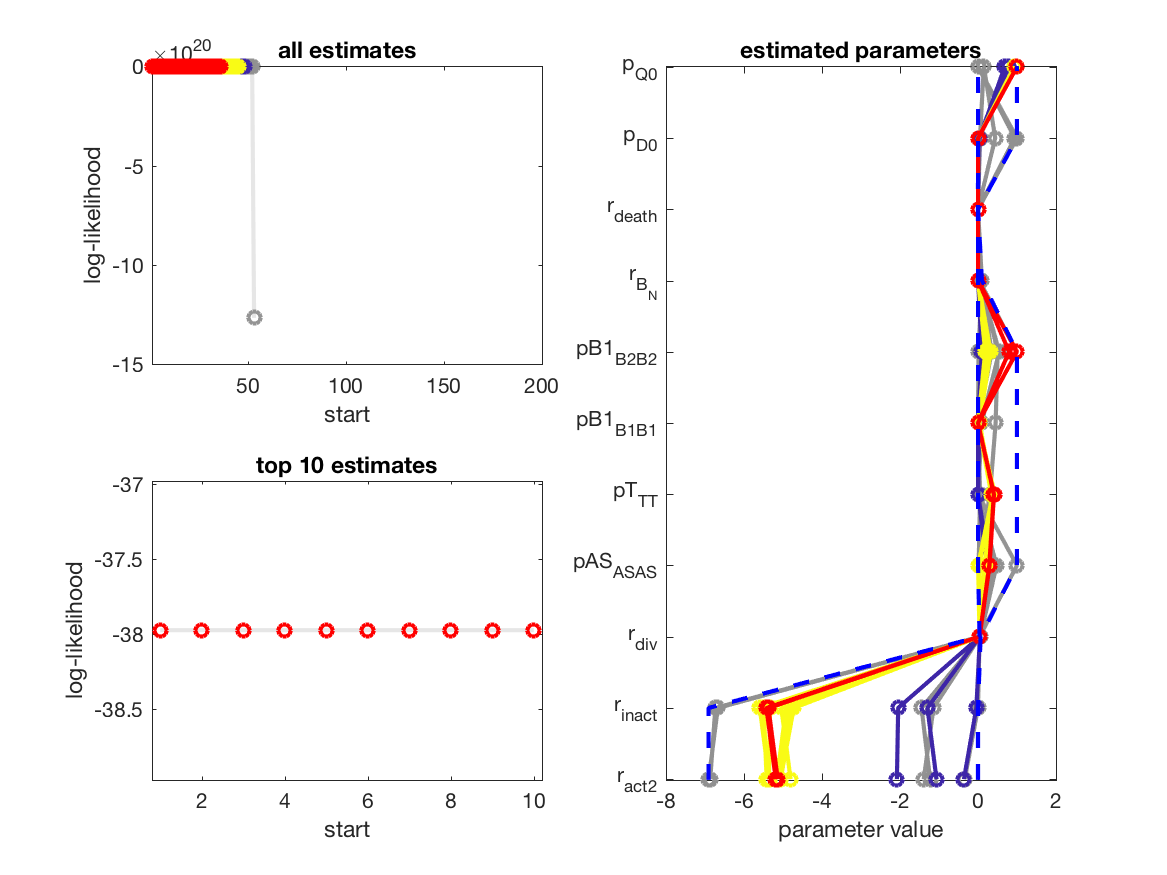 all estimates
× 10^20
0
-5
-10
-15
log-likelihood
50
100
150
200
start
top 10 estimates
-37
-37.5
-38
-38.5
log-likelihood
2
4
6
8
10
start
estimated parameters
p_Q0
p_D0
r_death
r_B_N
pB1_B2B2
pB1_B1B1
pT_TT
pAS_ASAS
r_div
r_inact
r_act2
-8
-6
-4
-2
0
2
parameter value